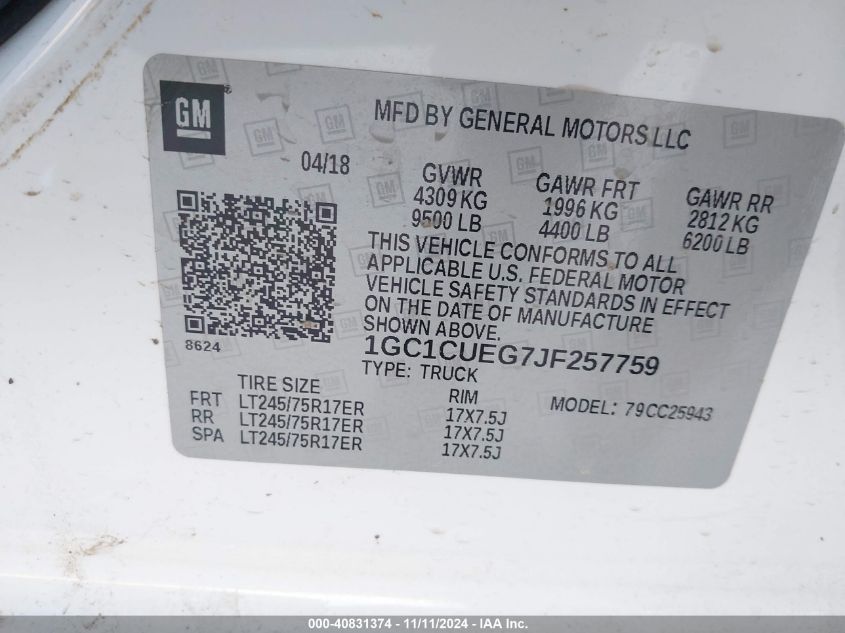 GM®
MFD BY GENERAL MOTORS LLC
04/18
GVWR GAWR FRT GAWR RR
4309 KG 1996 KG 2812 KG
9500 LB 4400 LB 6200 LB
THIS VEHICLE CONFORMS TO ALL
APPLICABLE U.S. FEDERAL MOTOR
VEHICLE SAFETY STANDARDS IN EFFECT
ON THE DATE OF MANUFACTURE
SHOWN ABOVE.
8624
1GC1CUEG7JF257759
TYPE: TRUCK
TIRE SIZE RIM MODEL: 79CC25943
FRT LT245/75R17ER 17X7.5J
RR LT245/75R17ER 17X7.5J
SPA LT245/75R17ER 17X7.5J
000-40831374 - 11/11/2024 - IAA Inc.